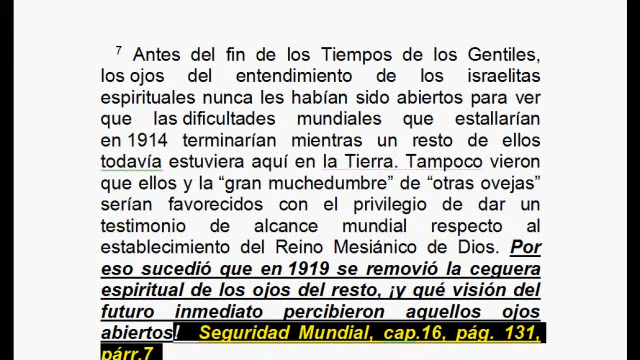 7 Antes del fin de los Tiempos de los Gentiles,
los ojos del entendimiento de los israelitas
espirituales nunca les habían sido abiertos para ver
que las dificultades mundiales que estallarían
en 1914 terminarían mientras un resto de ellos
todavía estuviera aquí en la Tierra. Tampoco vieron
que ellos y la “gran muchedumbre” de “otras ovejas”
serían favorecidos con el privilegio de dar un
testimonio de alcance mundial respecto al
establecimiento del Reino Mesiánico de Dios. Por
eso sucedió que en 1919 se removió la ceguera
espiritual de los ojos del resto, ¡y qué visión del
futuro inmediato percibieron aquellos ojos
abiertos! Seguridad Mundial, cap.16, pág. 131,
párr.7